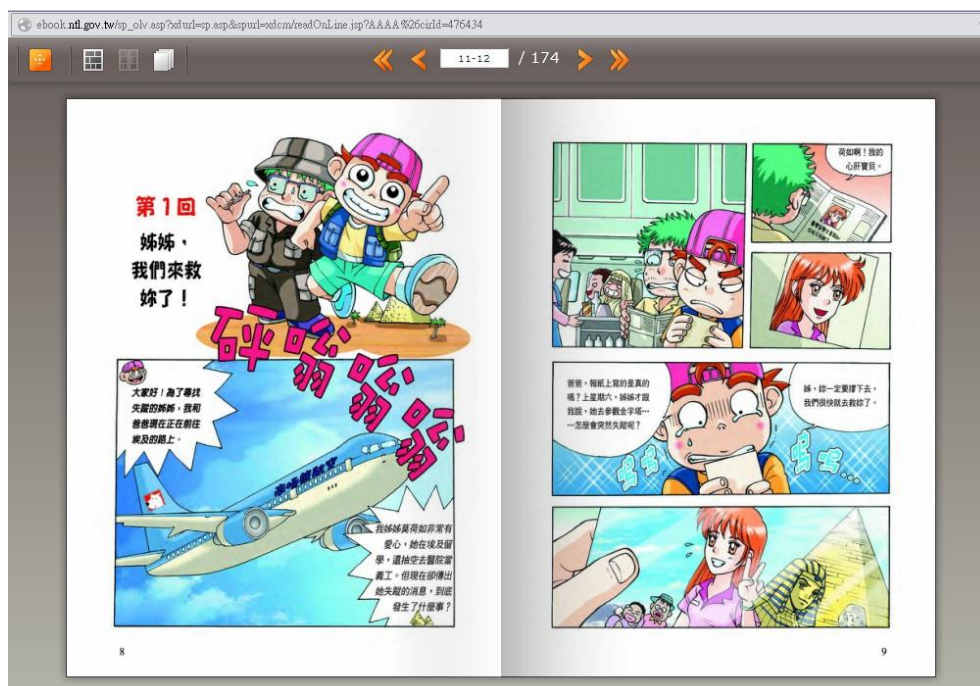 ebook.ntl.gov.tw/sp_olv.asp?xdurl=sp.asp&spurl=xdcm/readOnLine.jsp?AAAA%26cirId=476434
11-12 / 174
第1回
姊姊，
我們來救
妳了！
砰嗡嗡嗡
大家好！為了尋找
失蹤的姊姊，我和
爸爸現在正在前往
埃及的路上。
航空
我姊姊莫荷如非常有
愛心，她在埃及留
學，還抽空去醫院當
義工。但現在卻傳出
她失蹤的消息，到底
發生了什麼事？
8
荷如啊！我的
心肝寶貝。
爸爸，報紙上寫的是真的
嗎？上星期六，姊姊才跟
我說，她去參觀金字塔…
…怎麼會突然失蹤呢？
嗚嗚
姊，妳一定要撐下去，
我們很快就去救妳了。
嗚嗚…
9